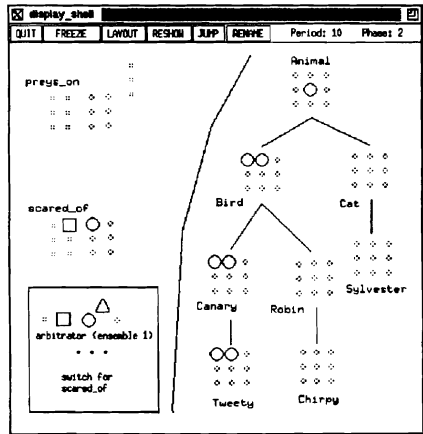 display_shell
QUIT FREEZE LAYOUT RESHOW JUMP RENAME Period: 10 Phase: 2
Animal
preys_on
Bird
Cat
scared_of
Sylvester
Canary
Robin
arbitrator (ensemble 1)
switch for
scared_of
Tweety
Chirpy